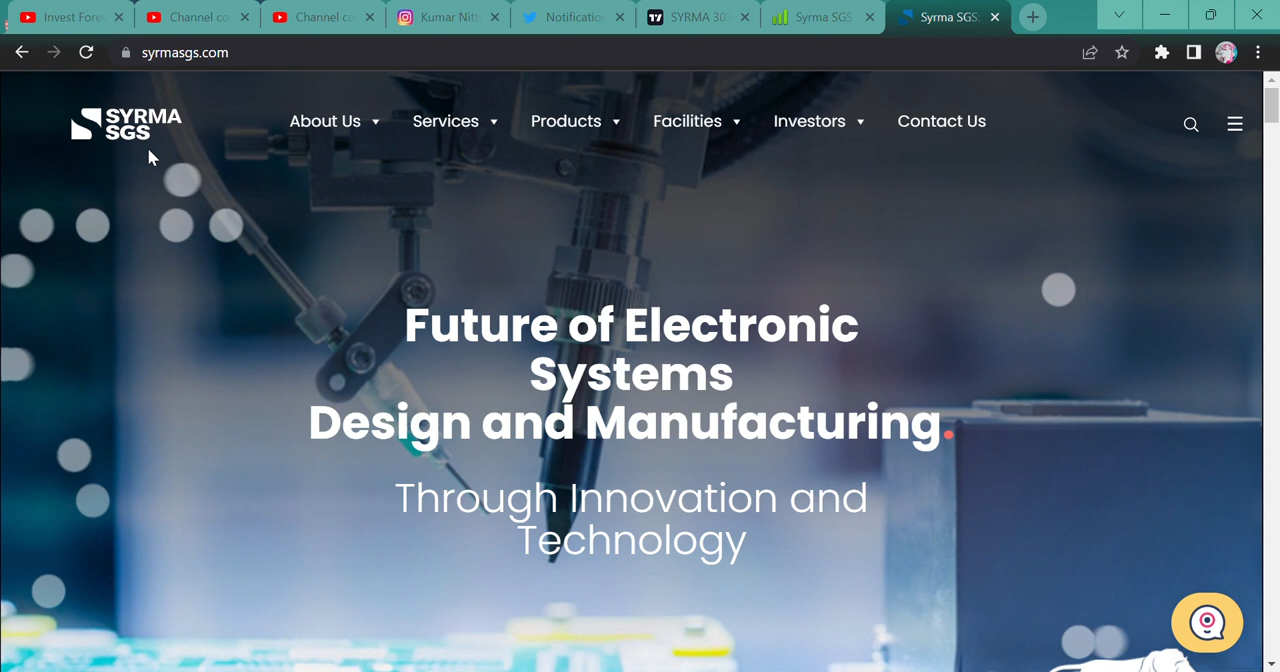 Invest Fore
Channel co
Channel co
Kumar Nitt
Notification
SYRMA 303
Syrma SGS
Syrma SGS
syrmasgs.com
SYRMA
SGS
About Us
Services
Products
Facilities
Investors
Contact Us
Future of Electronic
Systems
Design and Manufacturing.
Through Innovation and
Technology